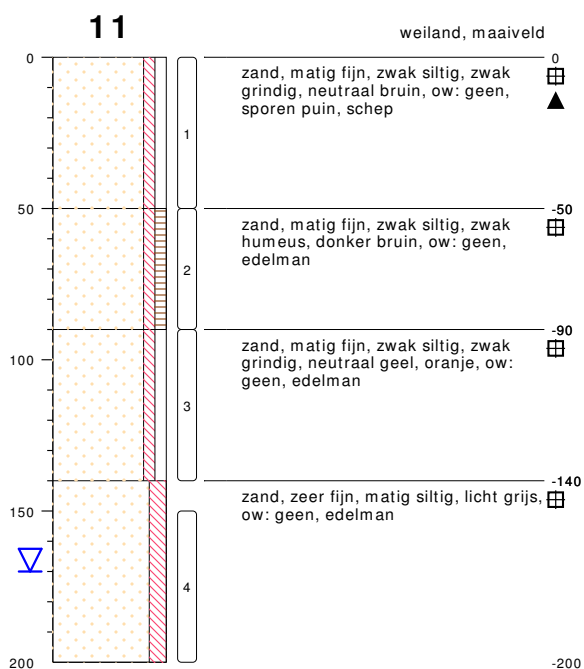 11
weiland, maaiveld
0
0
zand, matig fijn, zwak siltig, zwak
grindig, neutraal bruin, ow: geen,
sporen puin, schep
1
50
-50
zand, matig fijn, zwak siltig, zwak
humeus, donker bruin, ow: geen,
edelman
2
-90
zand, matig fijn, zwak siltig, zwak
grindig, neutraal geel, oranje, ow:
geen, edelman
100
3
-140
zand, zeer fijn, matig siltig, licht grijs,
ow: geen, edelman
150
4
200
-200